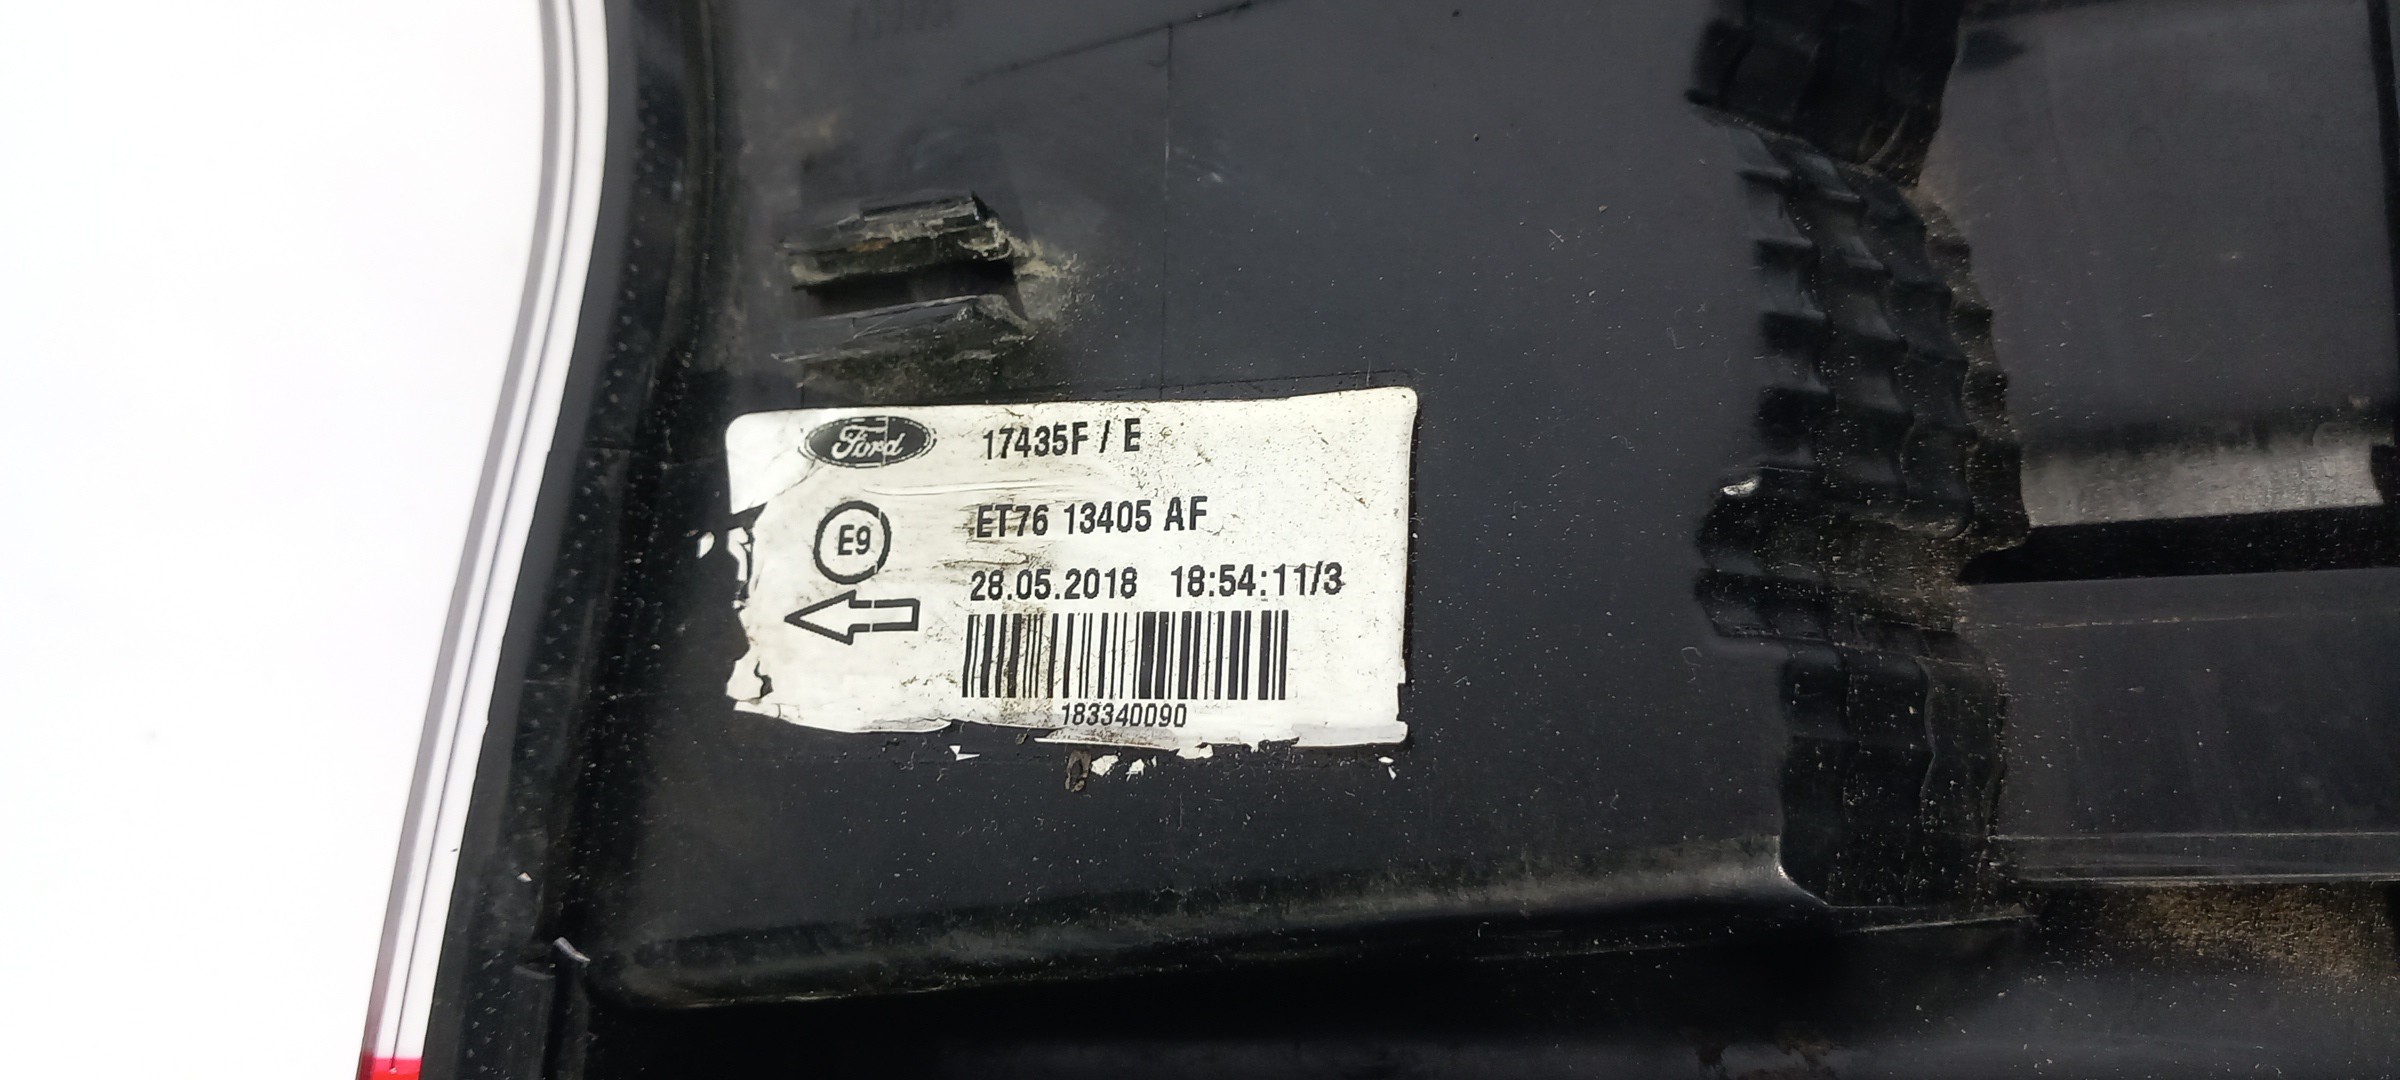 Ford 17435F / E
E9 ET76 13405 AF
28.05.2018 18:54:11/3
183340090